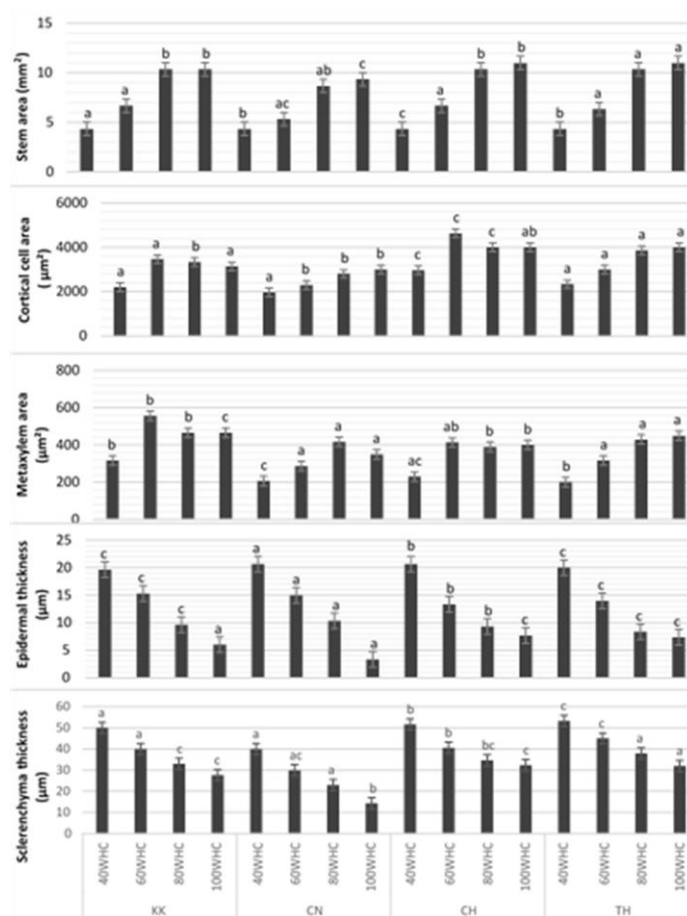 Stem area (mm²)
15
10
5
0
a a b b b ac ab c c a b b b a a a
Cortical cell area
( µm²)
6000
4000
2000
0
a a b a a b b b c c c ab a a a a
Metaxylem area
(µm²)
800
600
400
200
0
b b b c c a a a ac ab b b b a a a
Epidermal thickness
(µm)
25
20
15
10
5
0
c c c a a a a a b b b c c c c c
Sclerenchyma thickness
(µm)
60
50
40
30
20
10
0
a a c c a ac a b b b bc c c c a a
40WHC 60WHC 80WHC 100WHC 40WHC 60WHC 80WHC 100WHC 40WHC 60WHC 80WHC 100WHC 40WHC 60WHC 80WHC 100WHC
KK CN CH TH